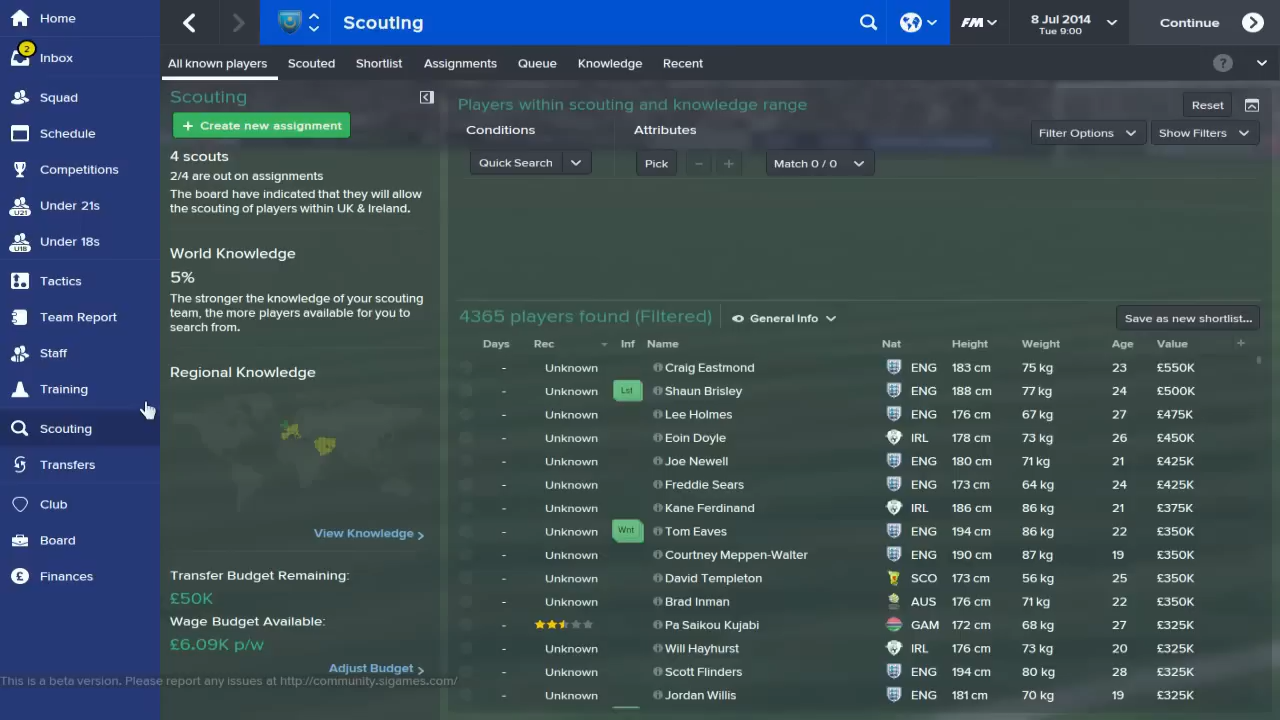 Home
2
Inbox
Squad
Schedule
Competitions
U21
Under 21s
U18
Under 18s
Tactics
Team Report
Staff
Training
Scouting
Transfers
Club
Board
Finances
Scouting
FM
8 Jul 2014
Tue 9:00
Continue
All known players Scouted Shortlist Assignments Queue Knowledge Recent
?
Scouting
+ Create new assignment
4 scouts
2/4 are out on assignments
The board have indicated that they will allow
the scouting of players within UK & Ireland.
World Knowledge
5%
The stronger the knowledge of your scouting
team, the more players available for you to
search from.
Regional Knowledge
View Knowledge >
Transfer Budget Remaining:
£50K
Wage Budget Available:
£6.09K p/w
Adjust Budget >
This is a beta version. Please report any issues at http://community.sigames.com/
Players within scouting and knowledge range
Reset
Conditions Attributes
Filter Options Show Filters
Quick Search Pick − + Match 0 / 0
4365 players found (Filtered) General Info Save as new shortlist...
Days Rec Inf Name Nat Height Weight Age Value +
- Unknown Craig Eastmond ENG 183 cm 75 kg 23 £550K
- Unknown Lst Shaun Brisley ENG 188 cm 77 kg 24 £500K
- Unknown Lee Holmes ENG 176 cm 67 kg 27 £475K
- Unknown Eoin Doyle IRL 178 cm 73 kg 26 £450K
- Unknown Joe Newell ENG 180 cm 71 kg 21 £425K
- Unknown Freddie Sears ENG 173 cm 64 kg 24 £425K
- Unknown Kane Ferdinand IRL 186 cm 86 kg 21 £375K
- Unknown Wnt Tom Eaves ENG 194 cm 86 kg 22 £350K
- Unknown Courtney Meppen-Walter ENG 190 cm 87 kg 19 £350K
- Unknown David Templeton SCO 173 cm 56 kg 25 £350K
- Unknown Brad Inman AUS 176 cm 71 kg 22 £350K
- Pa Saikou Kujabi GAM 172 cm 68 kg 27 £325K
- Unknown Will Hayhurst IRL 176 cm 73 kg 20 £325K
- Unknown Scott Flinders ENG 194 cm 80 kg 28 £325K
- Unknown Jordan Willis ENG 181 cm 70 kg 19 £325K